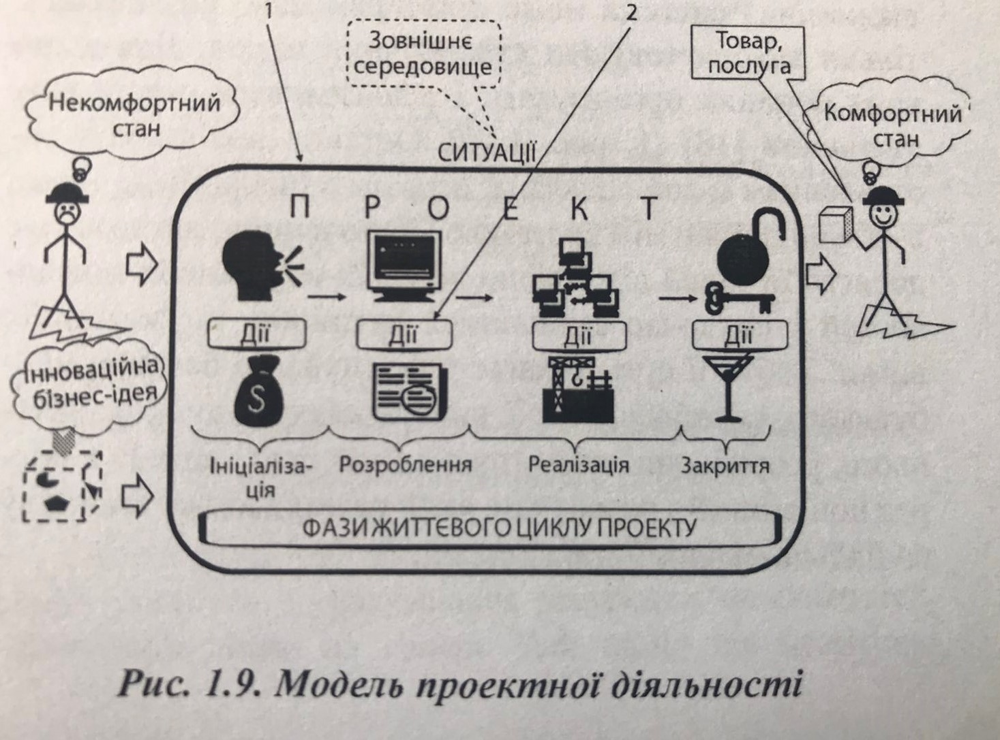 1
2
Зовнішнє
середовище
Товар,
послуга
Некомфортний
стан
Комфортний
стан
СИТУАЦІЇ
П Р О Е К Т
Дії
Дії
Дії
Дії
$
Інноваційна
бізнес-ідея
Ініціаліза-
ція
Розроблення
Реалізація
Закриття
ФАЗИ ЖИТТЄВОГО ЦИКЛУ ПРОЕКТУ
Рис. 1.9. Модель проектної діяльності